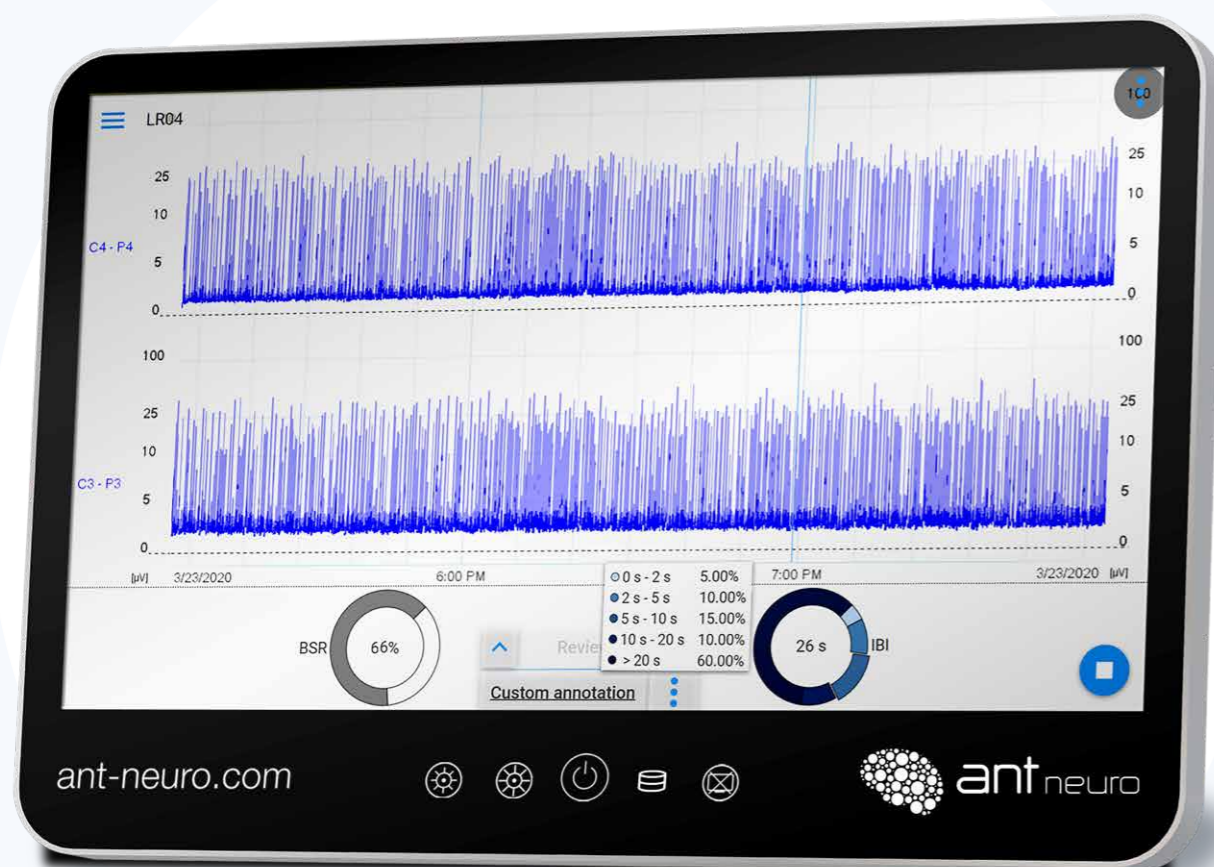 LR04
100
25
25
10
10
C4 - P4
5
5
0
0
100
100
25
25
10
10
C3 - P3
5
5
0
0
[µV] 3/23/2020 6:00 PM 7:00 PM 3/23/2020 [µV]
0 s - 2 s 5.00%
2 s - 5 s 10.00%
5 s - 10 s 15.00%
10 s - 20 s 10.00%
> 20 s 60.00%
BSR 66%
26 s IBI
Custom annotation
ant-neuro.com
ant neuro